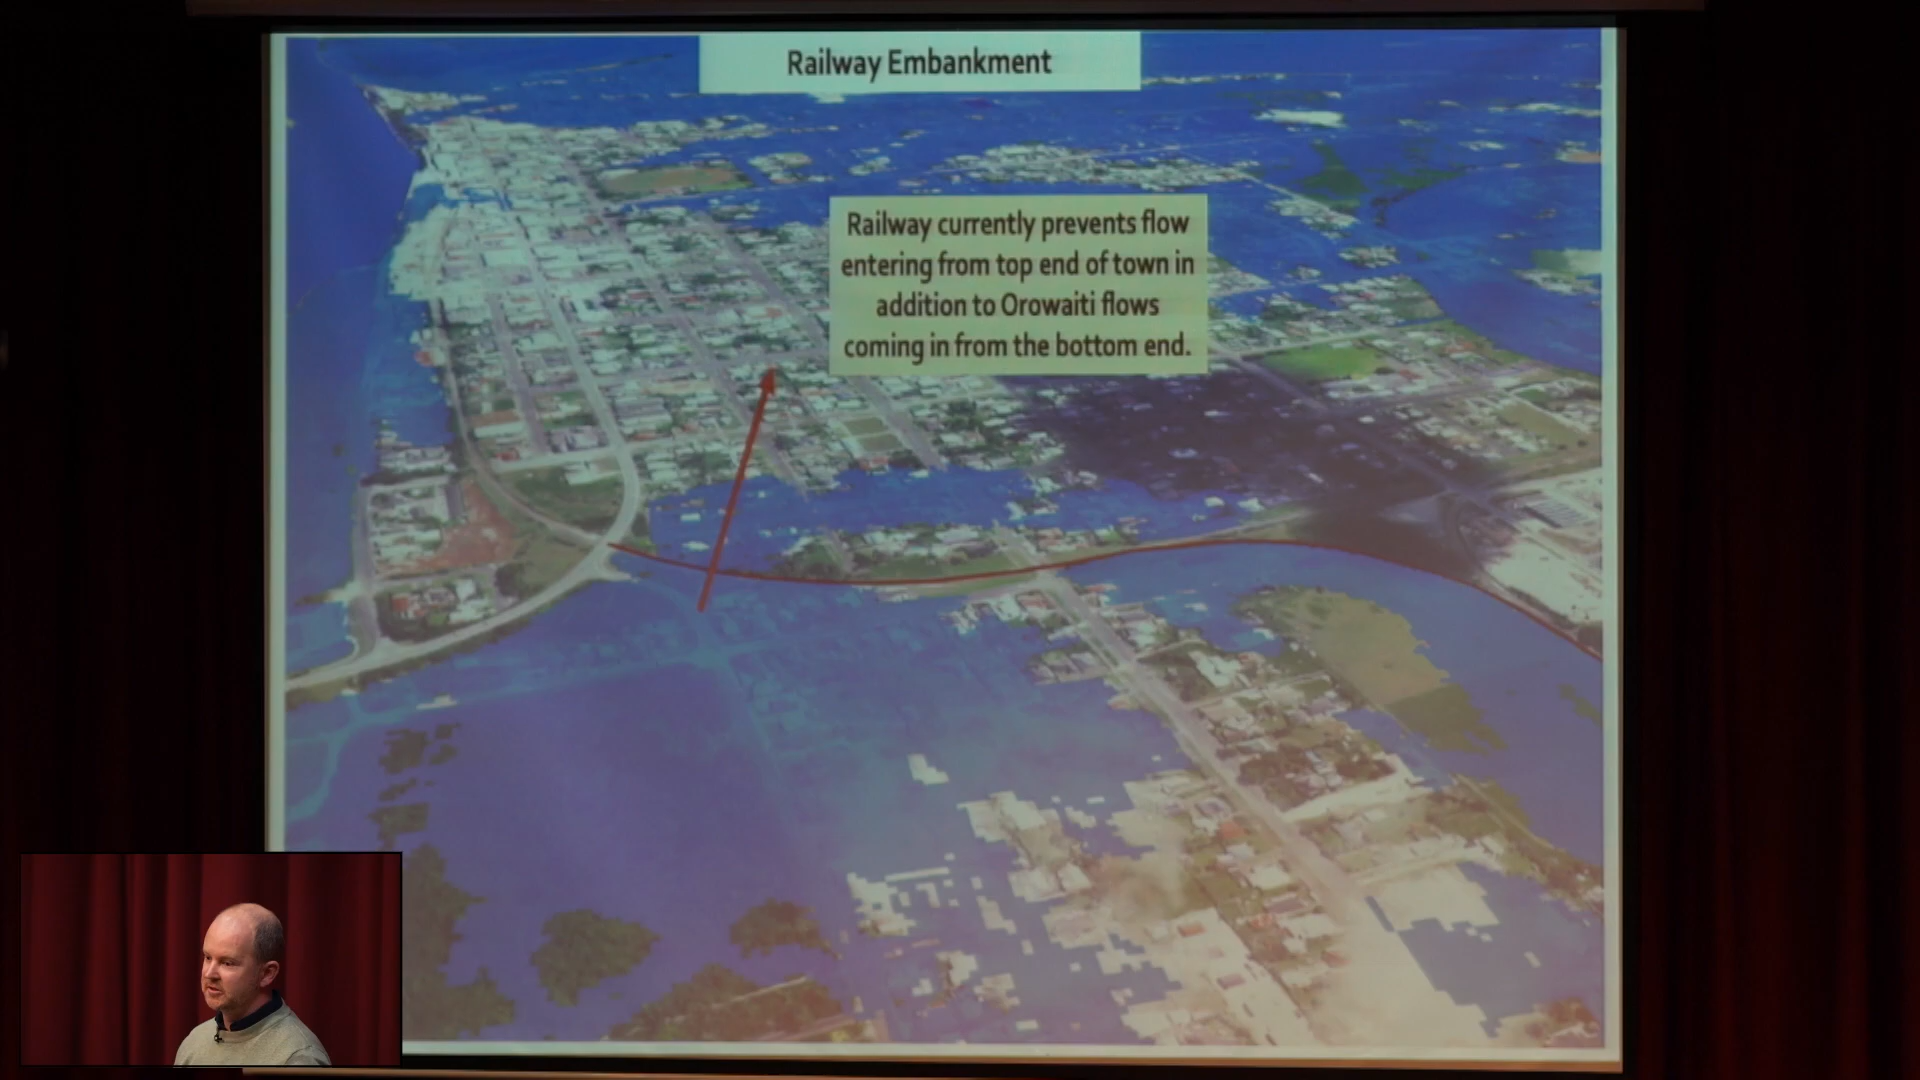 Railway Embankment
Railway currently prevents flow
entering from top end of town in
addition to Orowaiti flows
coming in from the bottom end.